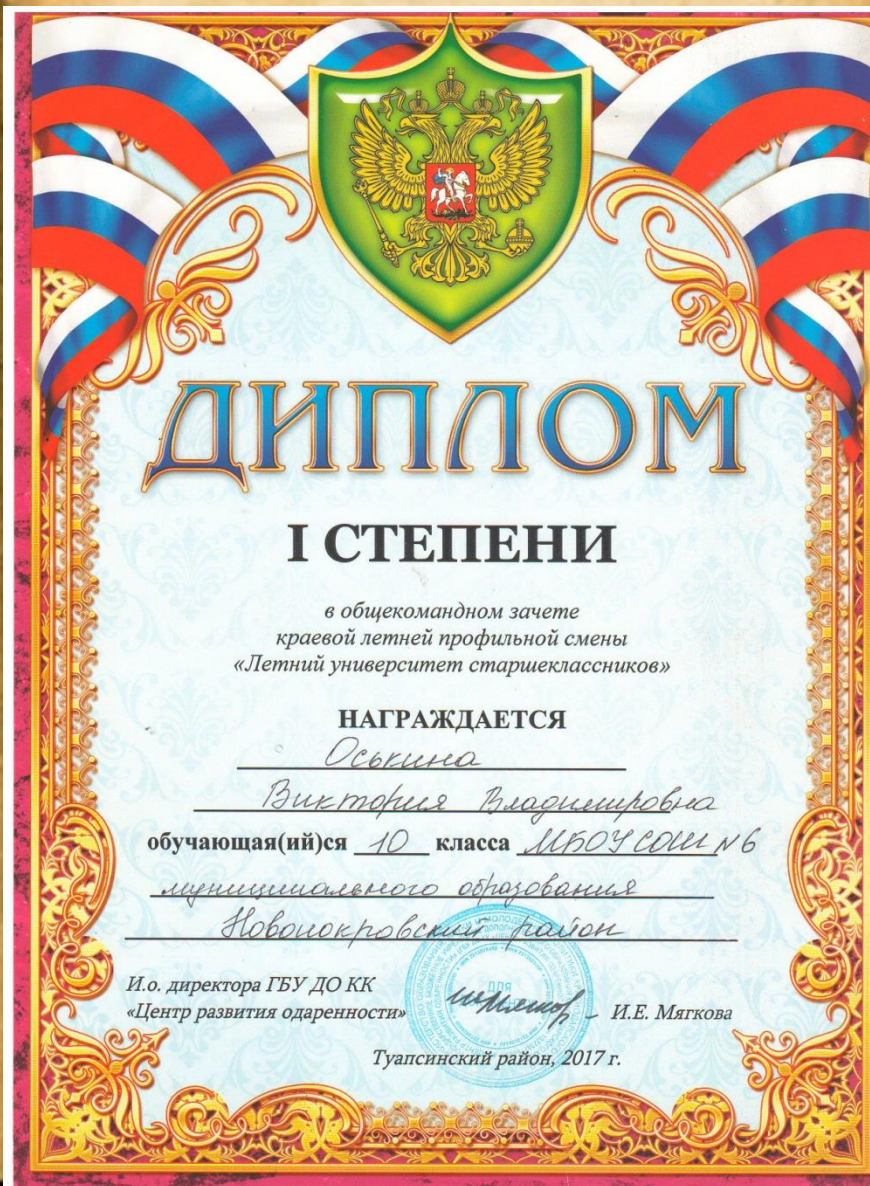 ДИПЛОМ
I СТЕПЕНИ
в общекомандном зачете
краевой летней профильной смены
«Летний университет старшеклассников»
НАГРАЖДАЕТСЯ
Оськина
Виктория Владимировна
обучающая(ий)ся 10 класса МБОУ СОШ №6
муниципального образования
Новопокровский район
И.о. директора ГБУ ДО КК
«Центр развития одаренности» И.Е. Мягкова
ДЛЯ
Туапсинский район, 2017 г.